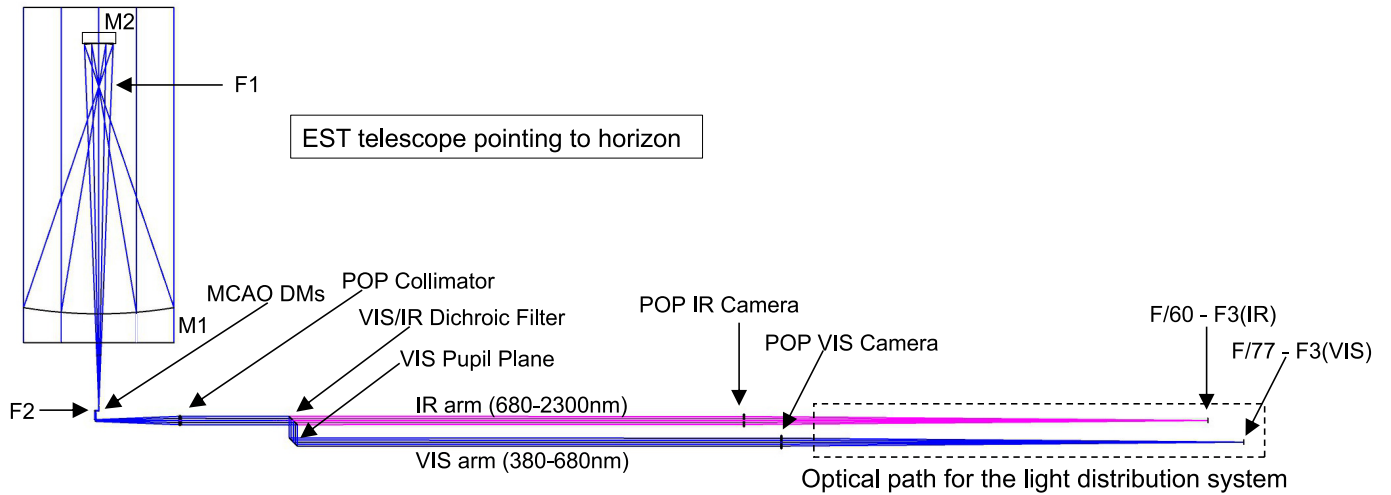 M2
F1
EST telescope pointing to horizon
M1
MCAO DMs
POP Collimator
VIS/IR Dichroic Filter
VIS Pupil Plane
POP IR Camera
POP VIS Camera
F/60 - F3(IR)
F/77 - F3(VIS)
F2
IR arm (680-2300nm)
VIS arm (380-680nm)
Optical path for the light distribution system